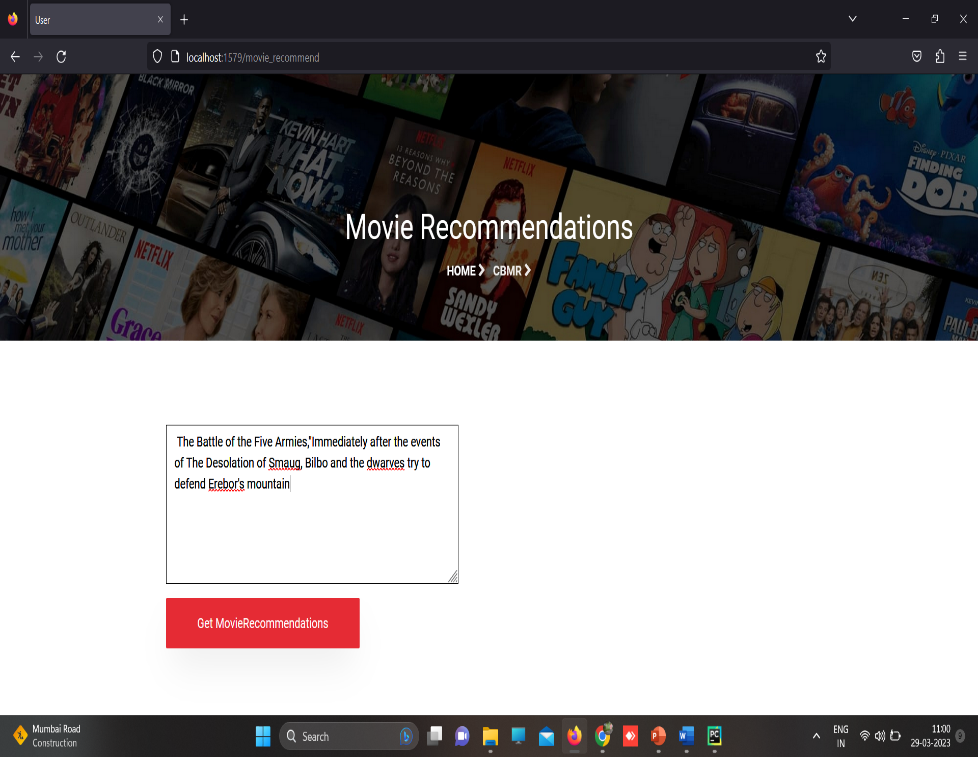 User
localhost:1579/movie_recommend
BLACK MIRROR
KEVIN HART
WHAT
NOW?
NETFLIX
13 REASONS WHY
BEYOND THE
REASONS
NETFLIX
SANDY
WEXLER
Disney·PIXAR
FINDING
DOR
how i
met your
mother
OUTLANDER
NETFLIX
Grace
NETFLIX
FAMILY
GUY
ZEN
PAUL
Movie Recommendations
HOME CBMR
The Battle of the Five Armies,"Immediately after the events
of The Desolation of Smaug, Bilbo and the dwarves try to
defend Erebor's mountain
Get MovieRecommendations
Mumbai Road
Construction
Search
ENG
IN
11:00
29-03-2023